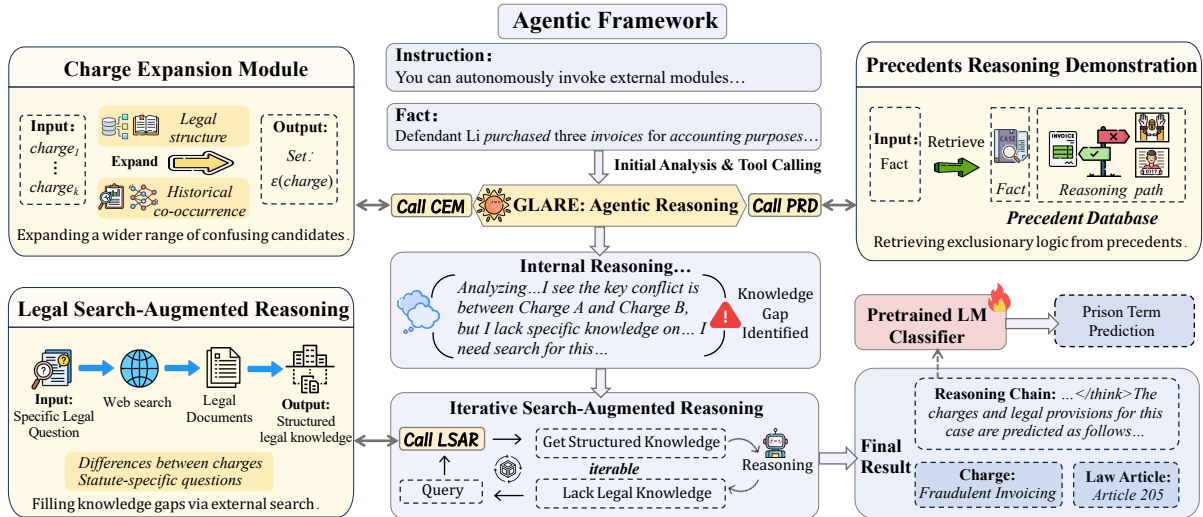 Agentic Framework
Instruction:
You can autonomously invoke external modules…
Fact:
Defendant Li purchased three invoices for accounting purposes…
Initial Analysis & Tool Calling
Call CEM
GLARE: Agentic Reasoning
Call PRD
Charge Expansion Module
Input:
charge1
⋮
chargek
Legal
structure
Expand
Historical
co-occurrence
Output:
Set:
ε(charge)
Expanding a wider range of confusing candidates.
Precedents Reasoning Demonstration
Input:
Fact
Retrieve
CASE
Fact
INVOICE
Reasoning path
Precedent Database
Retrieving exclusionary logic from precedents.
Internal Reasoning…
Analyzing…I see the key conflict is
between Charge A and Charge B,
but I lack specific knowledge on… I
need search for this…
Knowledge
Gap
Identified
Legal Search-Augmented Reasoning
Input:
Specific Legal
Question
Web search
Legal
Documents
Output:
Structured
legal knowledge
Differences between charges
Statute-specific questions
Filling knowledge gaps via external search.
Iterative Search-Augmented Reasoning
Call LSAR
Get Structured Knowledge
iterable
Reasoning
Query
Lack Legal Knowledge
Pretrained LM
Classifier
Prison Term
Prediction
Final
Result
Reasoning Chain: …</think>The
charges and legal provisions for this
case are predicted as follows…
Charge:
Fraudulent Invoicing
Law Article:
Article 205